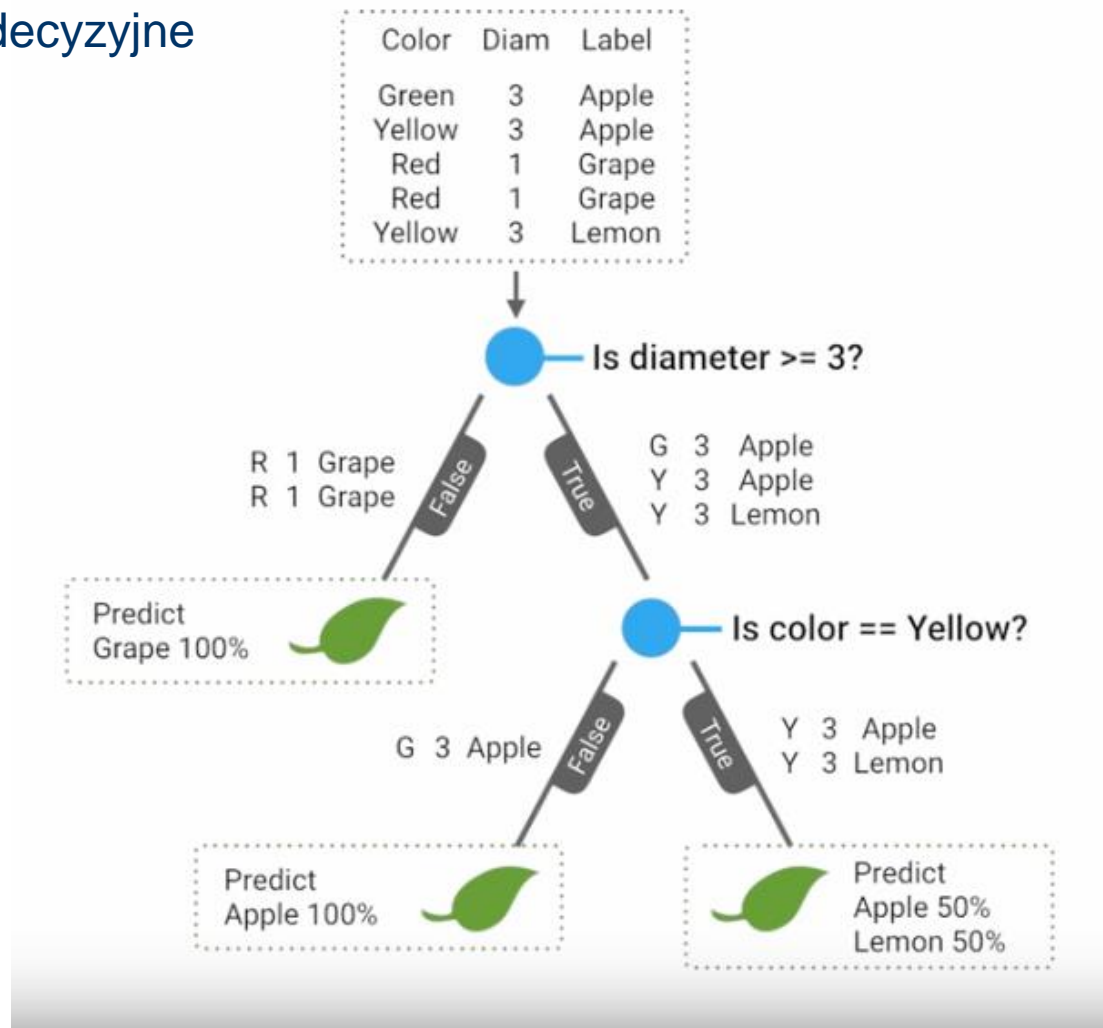 decyzyjne
Color Diam Label
Green 3 Apple
Yellow 3 Apple
Red 1 Grape
Red 1 Grape
Yellow 3 Lemon
Is diameter >= 3?
R 1 Grape
R 1 Grape
False
True
G 3 Apple
Y 3 Apple
Y 3 Lemon
Predict
Grape 100%
Is color == Yellow?
G 3 Apple
False
True
Y 3 Apple
Y 3 Lemon
Predict
Apple 100%
Predict
Apple 50%
Lemon 50%